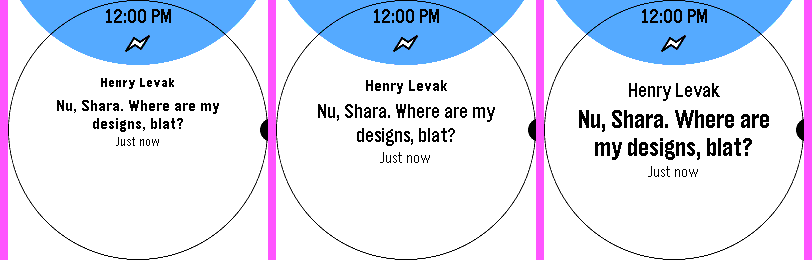 12:00 PM
Henry Levak
Nu, Shara. Where are my
designs, blat?
Just now
12:00 PM
Henry Levak
Nu, Shara. Where are my
designs, blat?
Just now
12:00 PM
Henry Levak
Nu, Shara. Where are
my designs, blat?
Just now